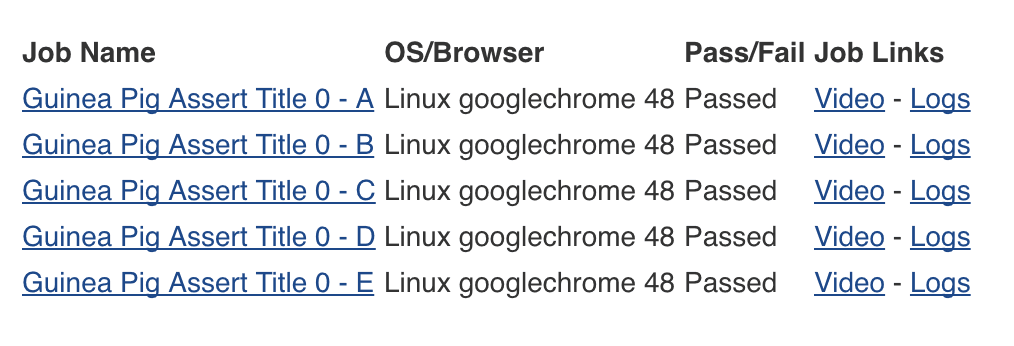 Job Name OS/Browser Pass/Fail Job Links
Guinea Pig Assert Title 0 - A Linux googlechrome 48 Passed Video - Logs
Guinea Pig Assert Title 0 - B Linux googlechrome 48 Passed Video - Logs
Guinea Pig Assert Title 0 - C Linux googlechrome 48 Passed Video - Logs
Guinea Pig Assert Title 0 - D Linux googlechrome 48 Passed Video - Logs
Guinea Pig Assert Title 0 - E Linux googlechrome 48 Passed Video - Logs